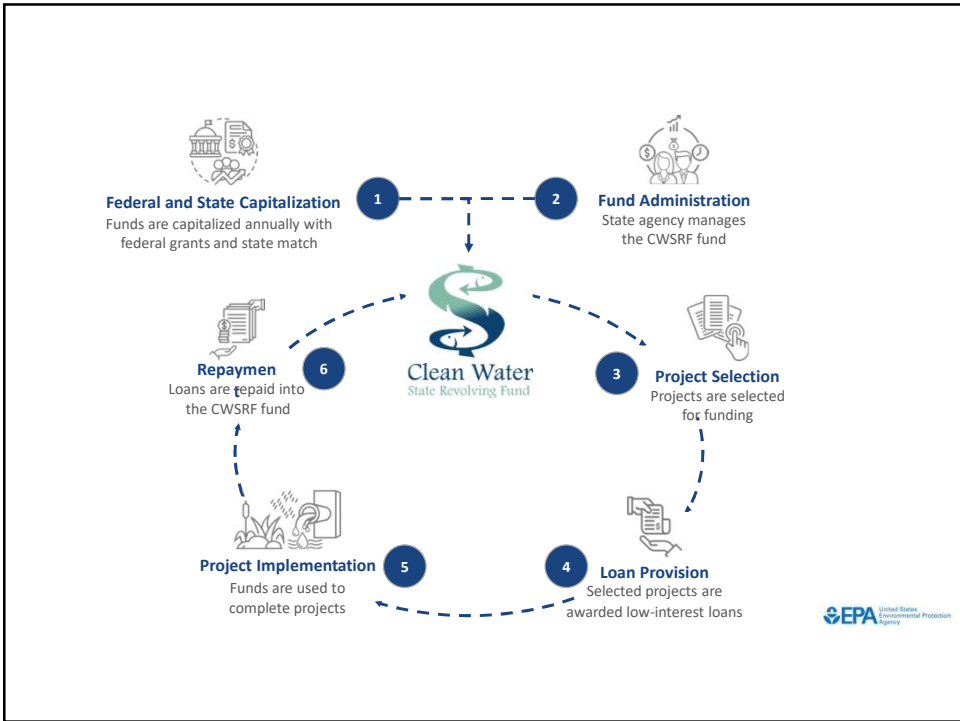 1
Federal and State Capitalization
Funds are capitalized annually with
federal grants and state match
2
Fund Administration
State agency manages
the CWSRF fund
Clean Water
State Revolving Fund
3
Project Selection
Projects are selected
for funding
4
Loan Provision
Selected projects are
awarded low-interest loans
5
Project Implementation
Funds are used to
complete projects
6
Repaymen
t
Loans are repaid into
the CWSRF fund
EPA
United States
Environmental Protection
Agency